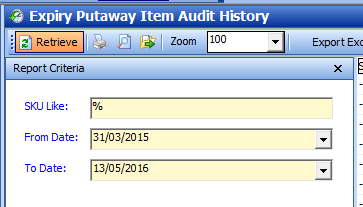 Expiry Putaway Item Audit History
Retrieve Zoom 100 Export Exc
Report Criteria
SKU Like: %
From Date: 31/03/2015
To Date: 13/05/2016